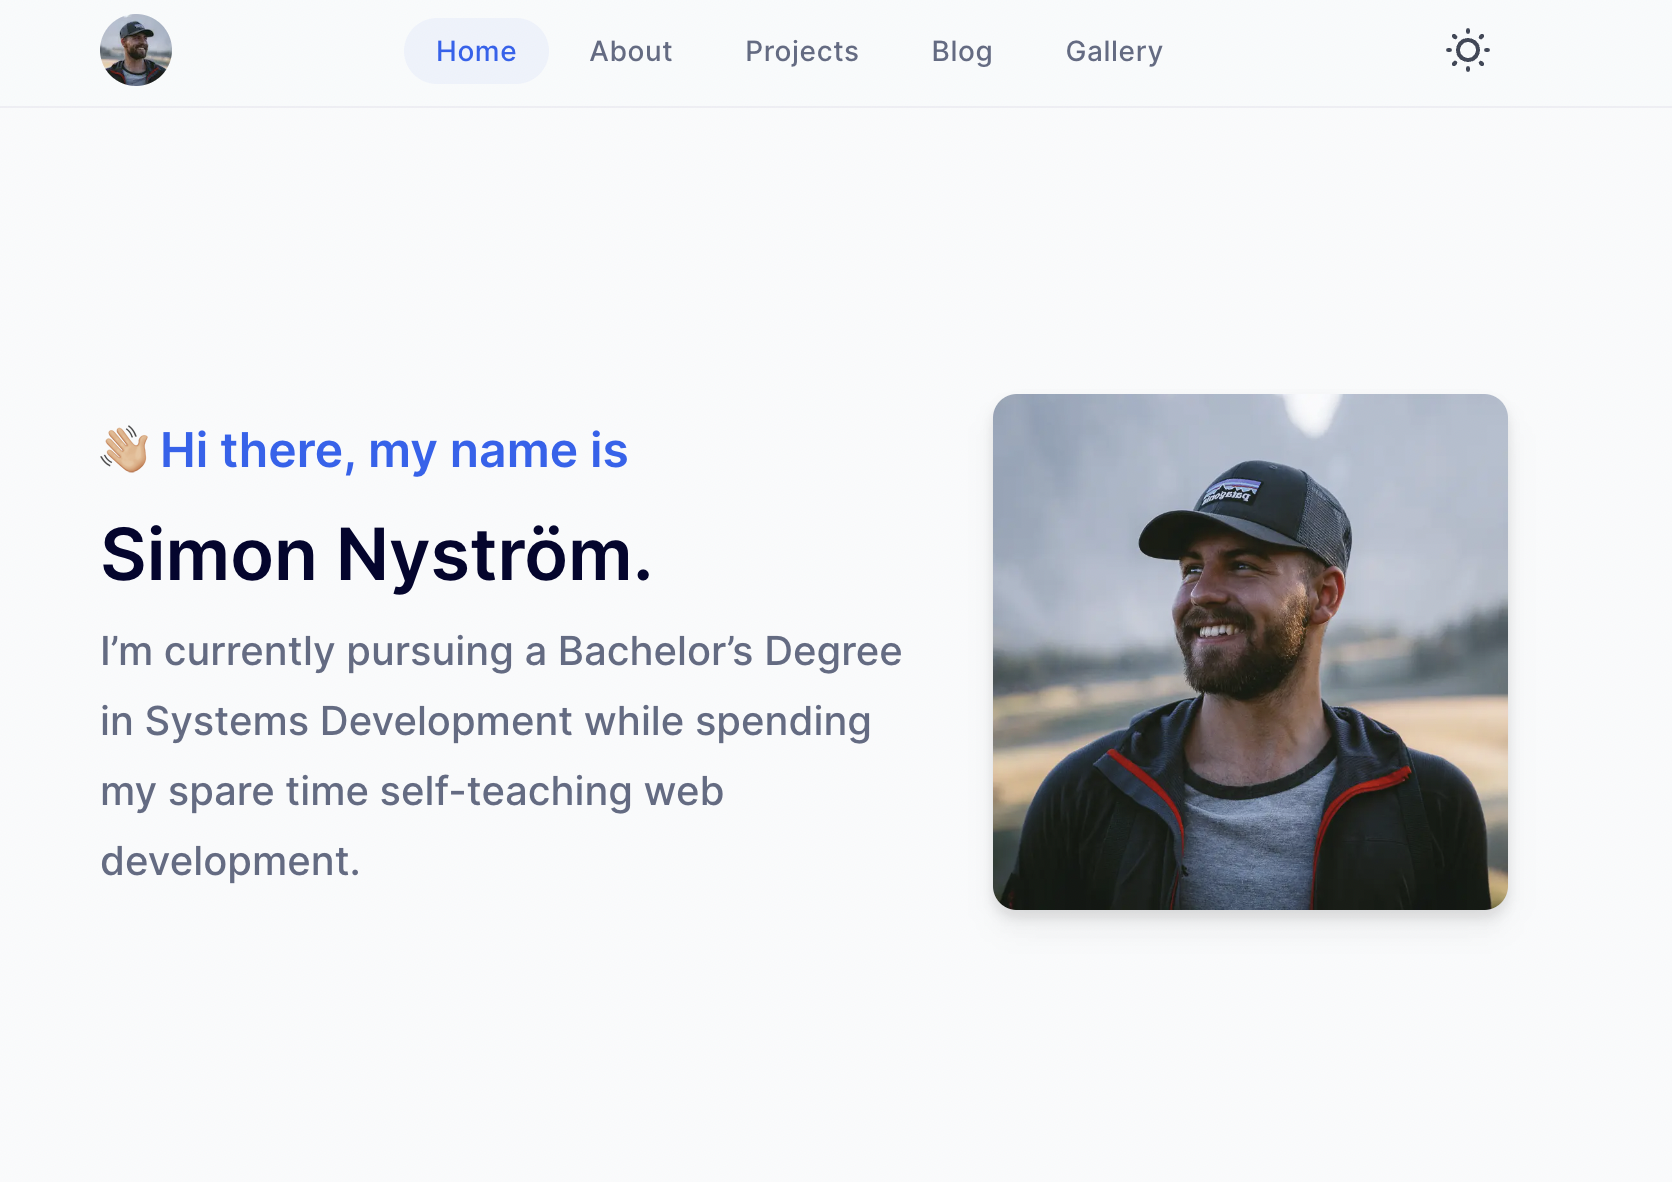 Home About Projects Blog Gallery
👋🏼 Hi there, my name is
Simon Nyström.
I’m currently pursuing a Bachelor’s Degree
in Systems Development while spending
my spare time self-teaching web
development.
patagonia